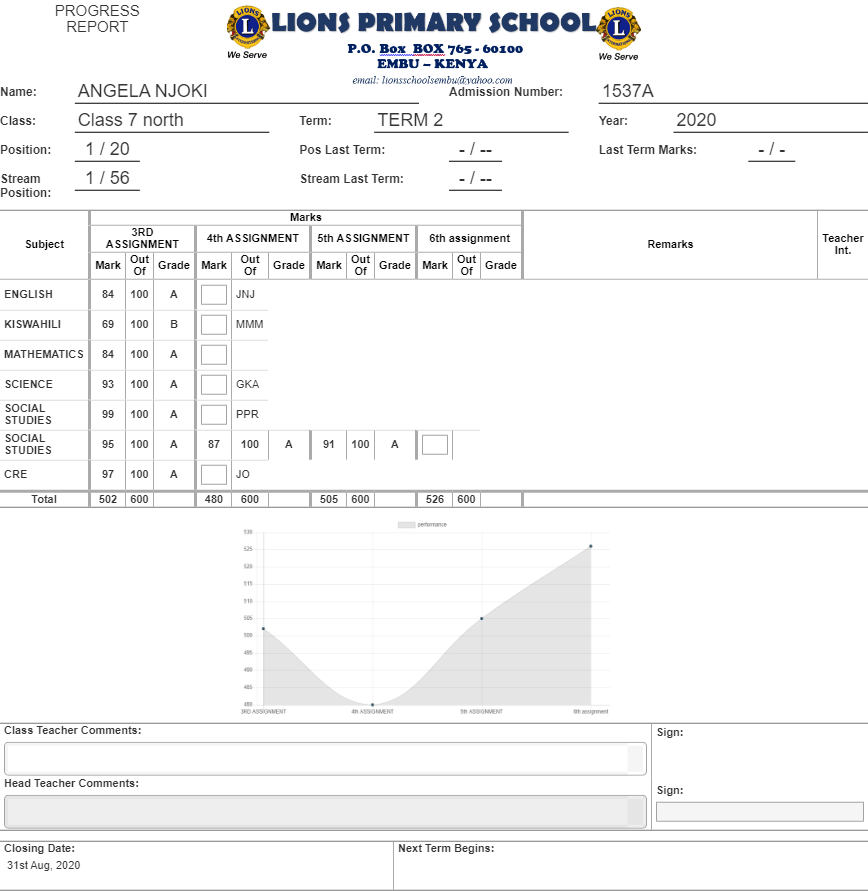 PROGRESS
REPORT
LIONS PRIMARY SCHOOL
We Serve
We Serve
P.O. Box BOX 765 - 60100
EMBU – KENYA
email: lionsschoolsembu@yahoo.com
Name: ANGELA NJOKI Admission Number: 1537A
Class: Class 7 north Term: TERM 2 Year: 2020
Position: 1 / 20 Pos Last Term: - / -- Last Term Marks: - / -
Stream Position: 1 / 56 Stream Last Term: - / --
Marks
Subject 3RD ASSIGNMENT 4th ASSIGNMENT 5th ASSIGNMENT 6th assignment Remarks Teacher Int.
Mark Out Of Grade Mark Out Of Grade Mark Out Of Grade Mark Out Of Grade
ENGLISH 84 100 A JNJ
KISWAHILI 69 100 B MMM
MATHEMATICS 84 100 A
SCIENCE 93 100 A GKA
SOCIAL STUDIES 99 100 A PPR
SOCIAL STUDIES 95 100 A 87 100 A 91 100 A
CRE 97 100 A JO
Total 502 600 480 600 505 600 526 600
performance
530
525
520
515
510
505
500
495
490
485
480
3RD ASSIGNMENT 4th ASSIGNMENT 5th ASSIGNMENT 6th assignment
Class Teacher Comments: Sign:
Head Teacher Comments:
Sign:
Closing Date: Next Term Begins:
31st Aug, 2020